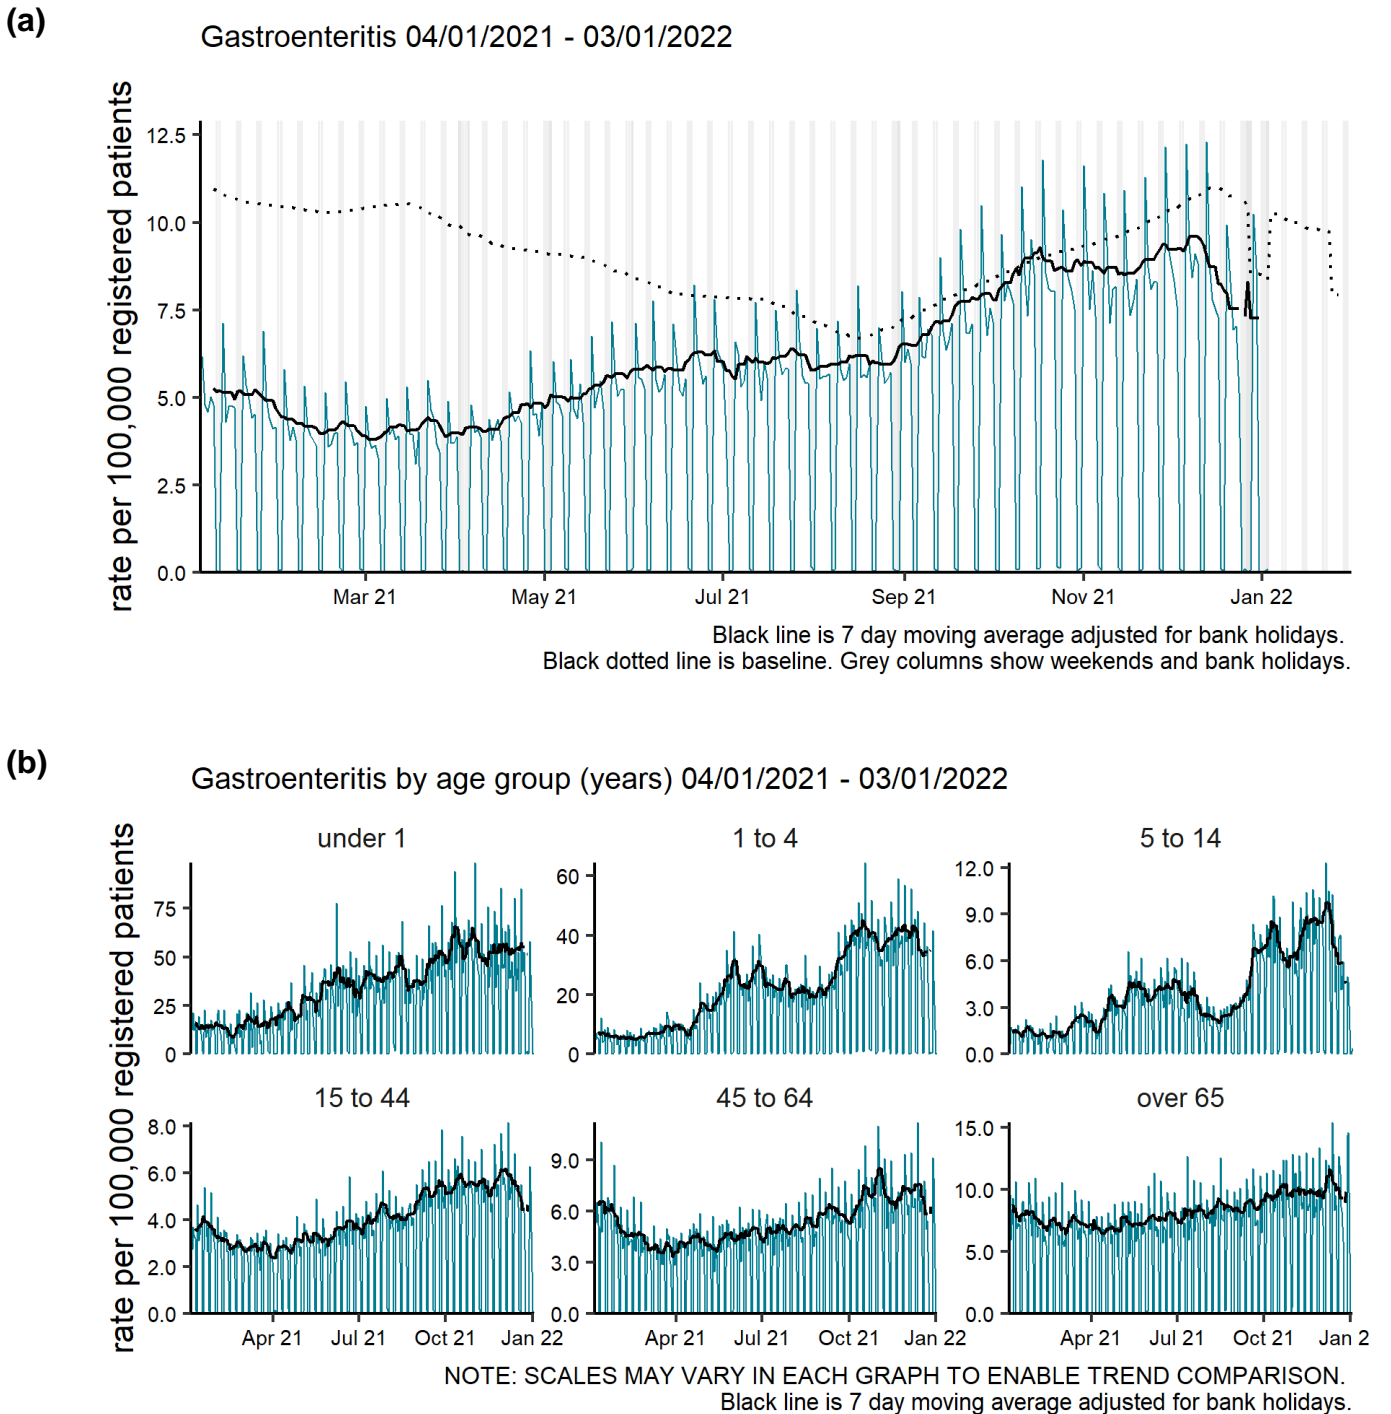 (a)
Gastroenteritis 04/01/2021 - 03/01/2022
rate per 100,000 registered patients
12.5
10.0
7.5
5.0
2.5
0.0
Mar 21 May 21 Jul 21 Sep 21 Nov 21 Jan 22
Black line is 7 day moving average adjusted for bank holidays.
Black dotted line is baseline. Grey columns show weekends and bank holidays.
(b)
Gastroenteritis by age group (years) 04/01/2021 - 03/01/2022
rate per 100,000 registered patients
under 1
75
50
25
0
1 to 4
60
40
20
0
5 to 14
12.0
9.0
6.0
3.0
0.0
15 to 44
8.0
6.0
4.0
2.0
0.0
Apr 21 Jul 21 Oct 21 Jan 22
45 to 64
9.0
6.0
3.0
0.0
Apr 21 Jul 21 Oct 21 Jan 22
over 65
15.0
10.0
5.0
0.0
Apr 21 Jul 21 Oct 21 Jan 2
NOTE: SCALES MAY VARY IN EACH GRAPH TO ENABLE TREND COMPARISON.
Black line is 7 day moving average adjusted for bank holidays.